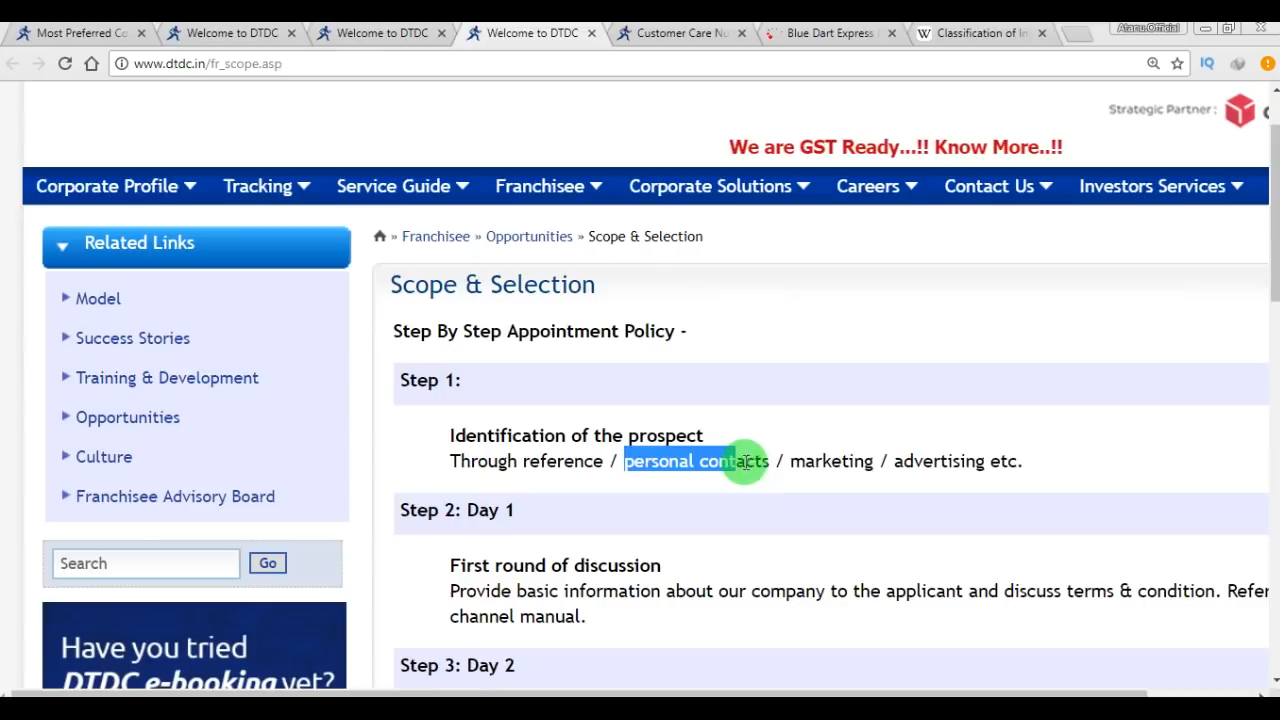 Most Preferred Co
Welcome to DTDC
Welcome to DTDC
Welcome to DTDC
Customer Care Nu
Blue Dart Express
Classification of In
Atanu Official
www.dtdc.in/fr_scope.asp
IQ
Strategic Partner :
We are GST Ready...!! Know More..!!
Corporate Profile
Tracking
Service Guide
Franchisee
Corporate Solutions
Careers
Contact Us
Investors Services
Related Links
Model
Success Stories
Training & Development
Opportunities
Culture
Franchisee Advisory Board
Search
Go
Have you tried
DTDC e-booking yet?
» Franchisee » Opportunities » Scope & Selection
Scope & Selection
Step By Step Appointment Policy -
Step 1:
Identification of the prospect
Through reference / personal contacts / marketing / advertising etc.
Step 2: Day 1
First round of discussion
Provide basic information about our company to the applicant and discuss terms & condition. Refer
channel manual.
Step 3: Day 2